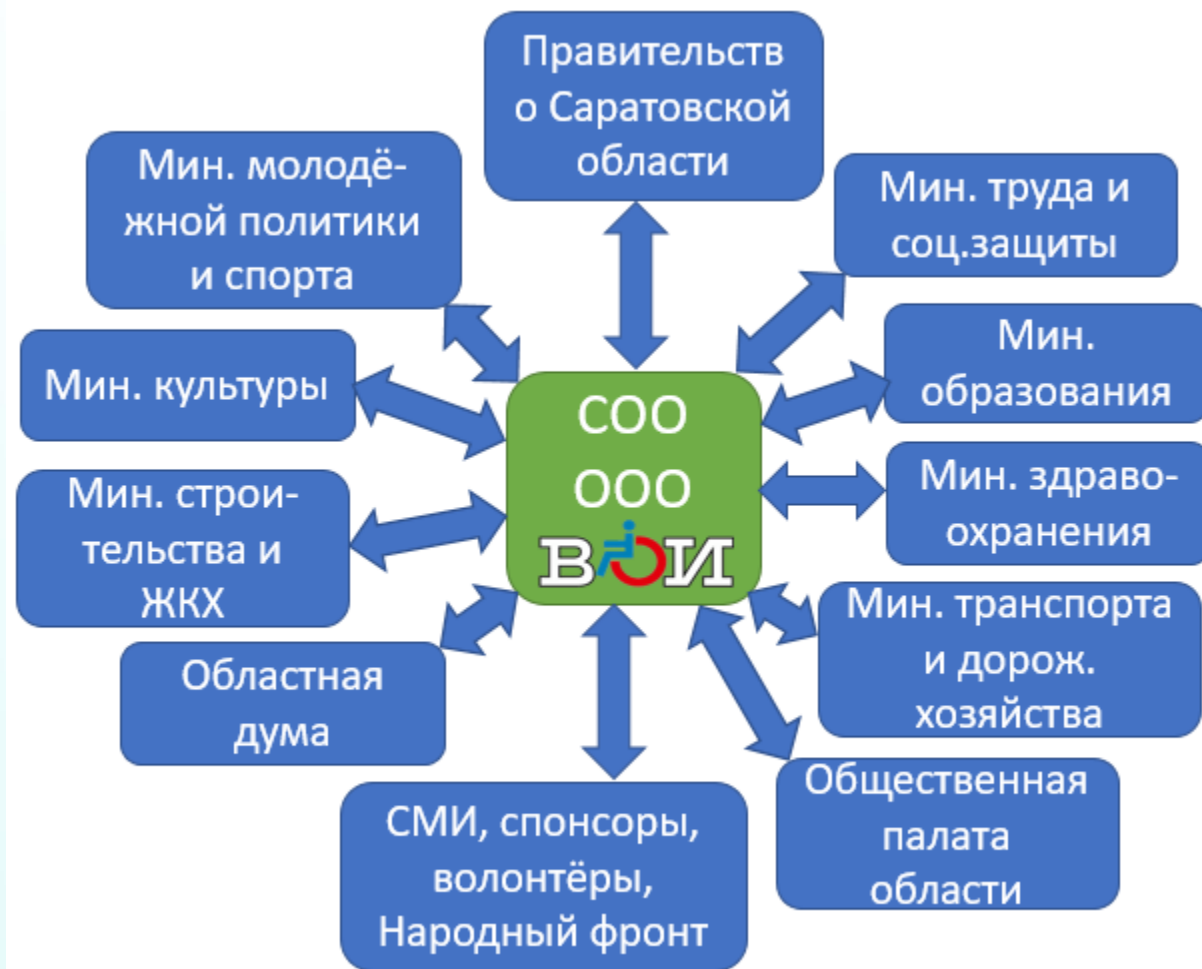 Правительств
о Саратовской
области
Мин. молодё-
жной политики
и спорта
Мин. труда и
соц.защиты
Мин. культуры
Мин.
образования
СОО
ООО
ВОИ
Мин. строи-
тельства и
ЖКХ
Мин. здраво-
охранения
Мин. транспорта
и дорож.
хозяйства
Областная
дума
Общественная
палата
области
СМИ, спонсоры,
волонтёры,
Народный фронт